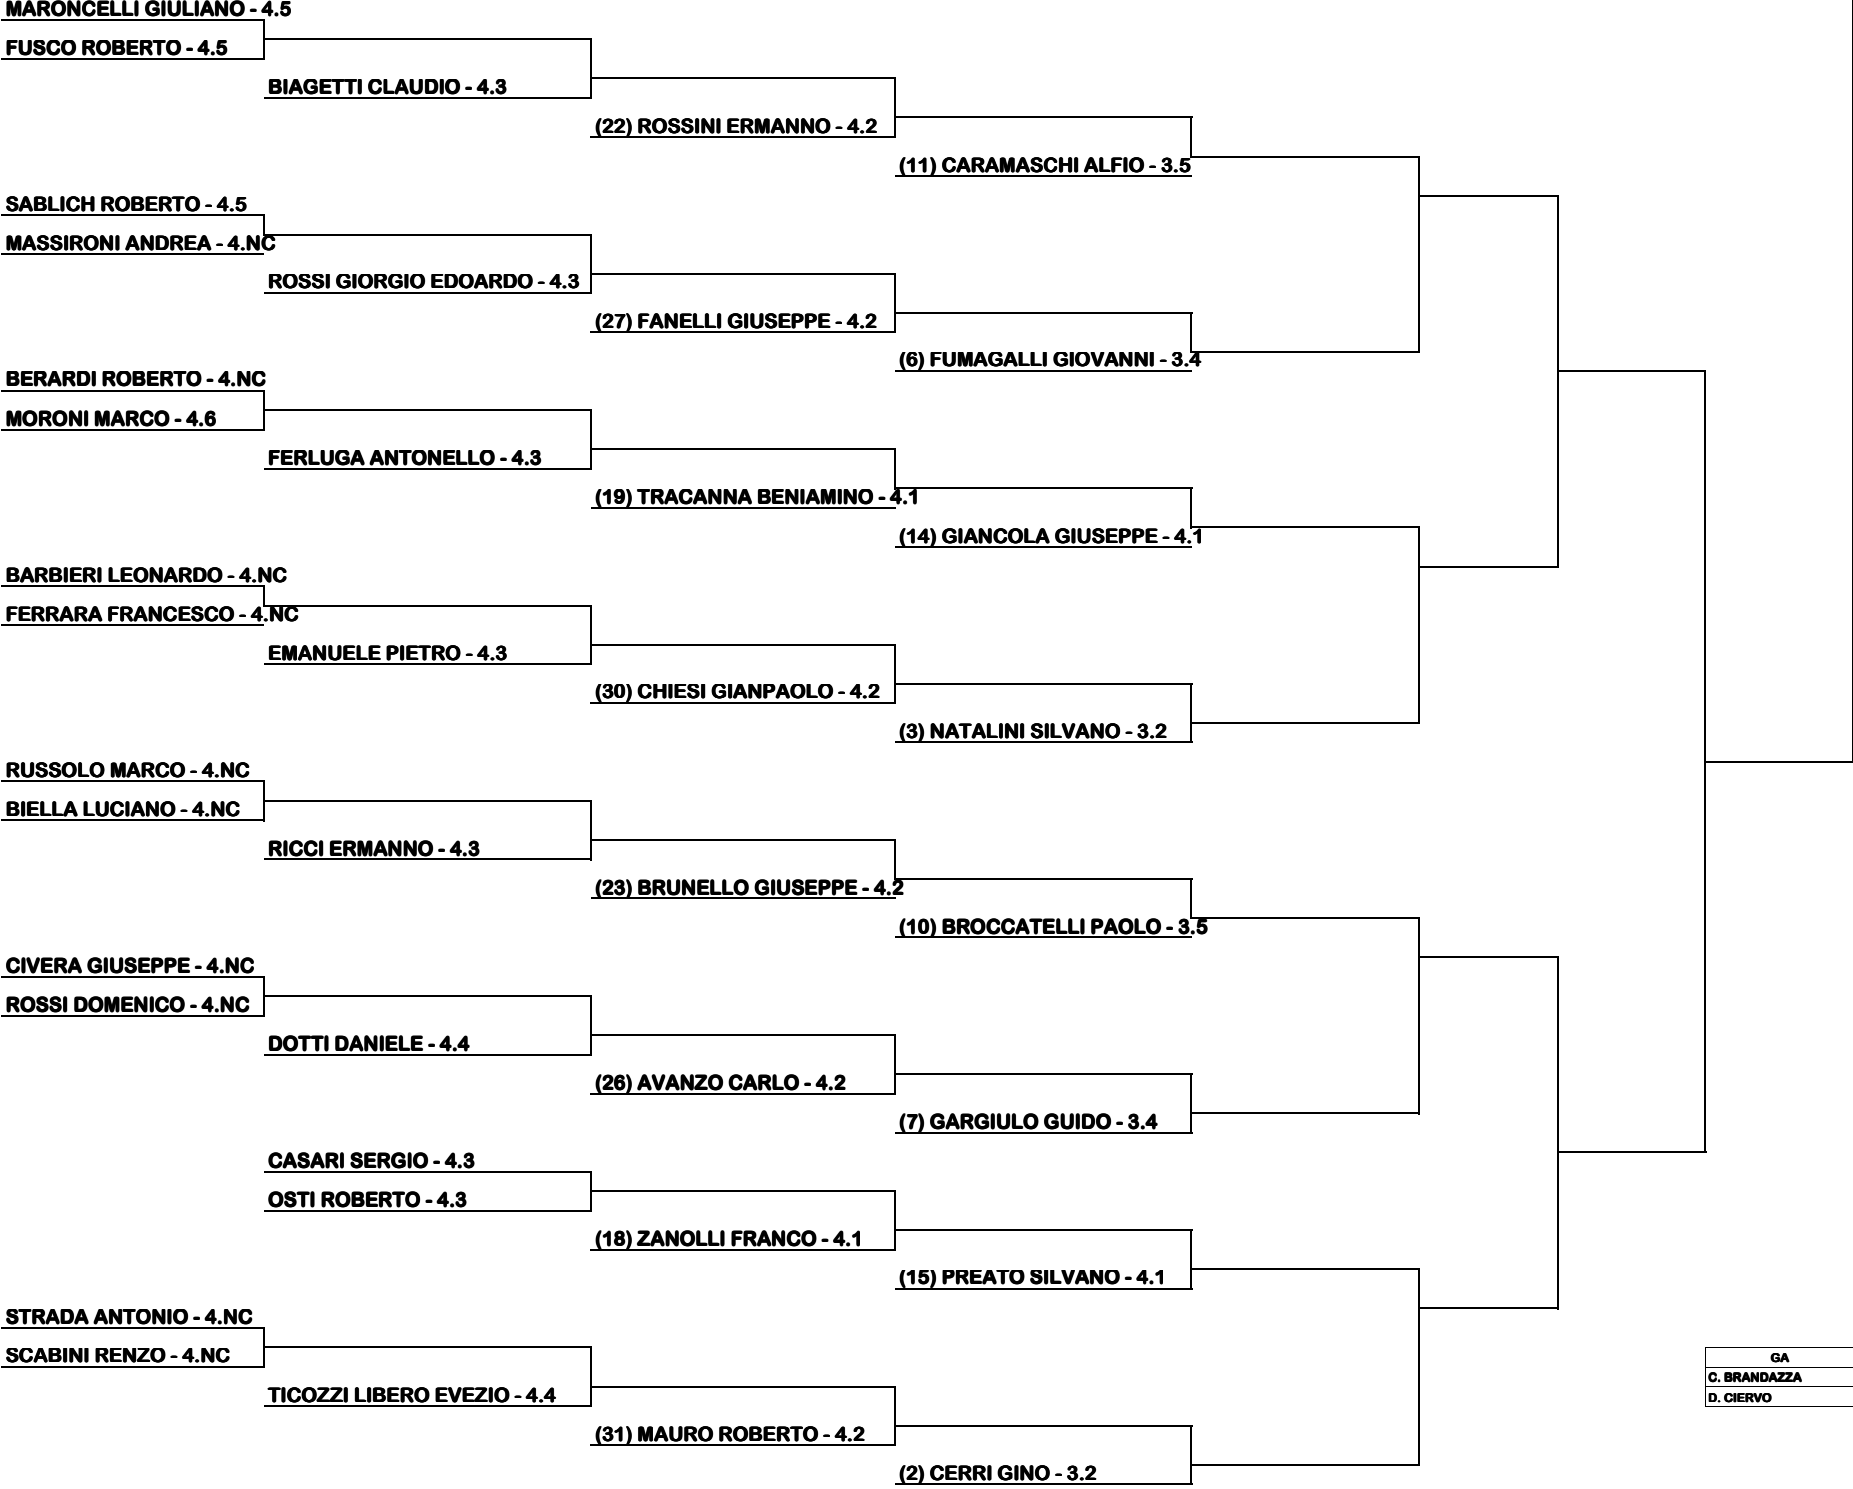 MARONCELLI GIULIANO - 4.5
FUSCO ROBERTO - 4.5
BIAGETTI CLAUDIO - 4.3
(22) ROSSINI ERMANNO - 4.2
(11) CARAMASCHI ALFIO - 3.5
SABLICH ROBERTO - 4.5
MASSIRONI ANDREA - 4.NC
ROSSI GIORGIO EDOARDO - 4.3
(27) FANELLI GIUSEPPE - 4.2
(6) FUMAGALLI GIOVANNI - 3.4
BERARDI ROBERTO - 4.NC
MORONI MARCO - 4.6
FERLUGA ANTONELLO - 4.3
(19) TRACANNA BENIAMINO - 4.1
(14) GIANCOLA GIUSEPPE - 4.1
BARBIERI LEONARDO - 4.NC
FERRARA FRANCESCO - 4.NC
EMANUELE PIETRO - 4.3
(30) CHIESI GIANPAOLO - 4.2
(3) NATALINI SILVANO - 3.2
RUSSOLO MARCO - 4.NC
BIELLA LUCIANO - 4.NC
RICCI ERMANNO - 4.3
(23) BRUNELLO GIUSEPPE - 4.2
(10) BROCCATELLI PAOLO - 3.5
CIVERA GIUSEPPE - 4.NC
ROSSI DOMENICO - 4.NC
DOTTI DANIELE - 4.4
(26) AVANZO CARLO - 4.2
(7) GARGIULO GUIDO - 3.4
CASARI SERGIO - 4.3
OSTI ROBERTO - 4.3
(18) ZANOLLI FRANCO - 4.1
(15) PREATO SILVANO - 4.1
STRADA ANTONIO - 4.NC
SCABINI RENZO - 4.NC
TICOZZI LIBERO EVEZIO - 4.4
(31) MAURO ROBERTO - 4.2
(2) CERRI GINO - 3.2
GA
C. BRANDAZZA
D. CIERVO